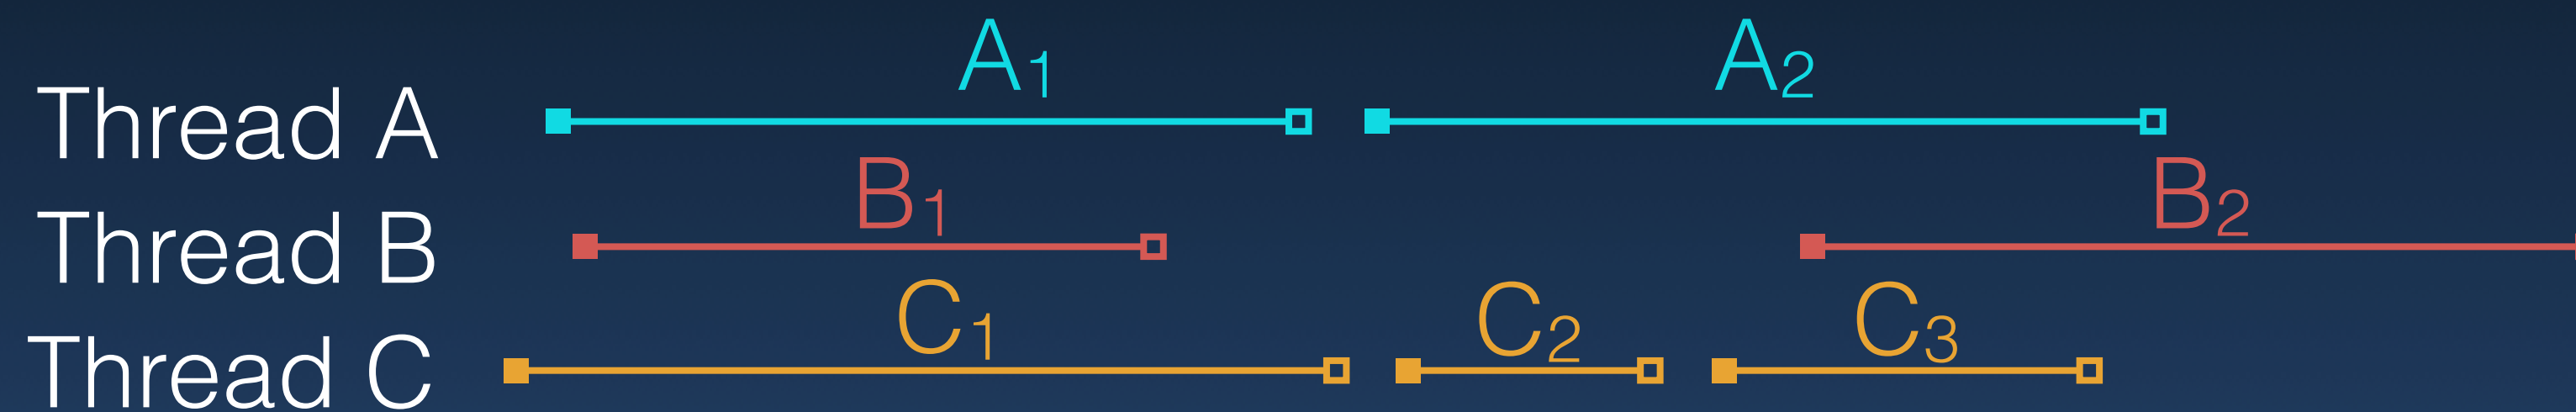 A1 A2
Thread A
B1 B2
Thread B
C1 C2 C3
Thread C